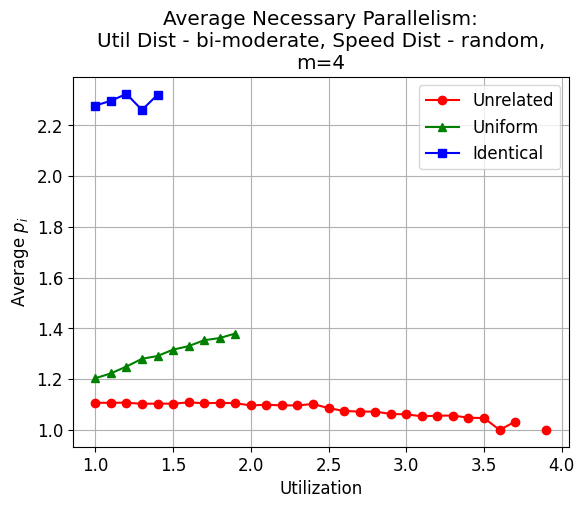 Average Necessary Parallelism:
Util Dist - bi-moderate, Speed Dist - random,
m=4
Unrelated
Uniform
Identical
2.2
2.0
1.8
1.6
1.4
1.2
1.0
Average p_i
1.0 1.5 2.0 2.5 3.0 3.5 4.0
Utilization